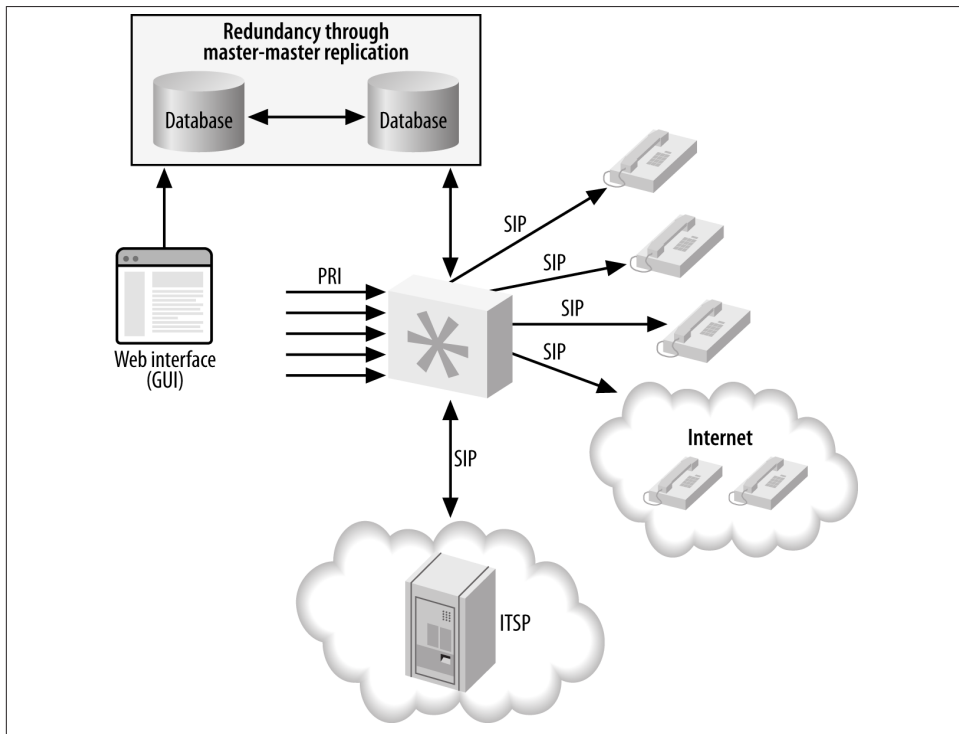 Redundancy through
master-master replication
Database
Database
SIP
SIP
PRI
SIP
SIP
Web interface
(GUI)
Internet
SIP
ITSP